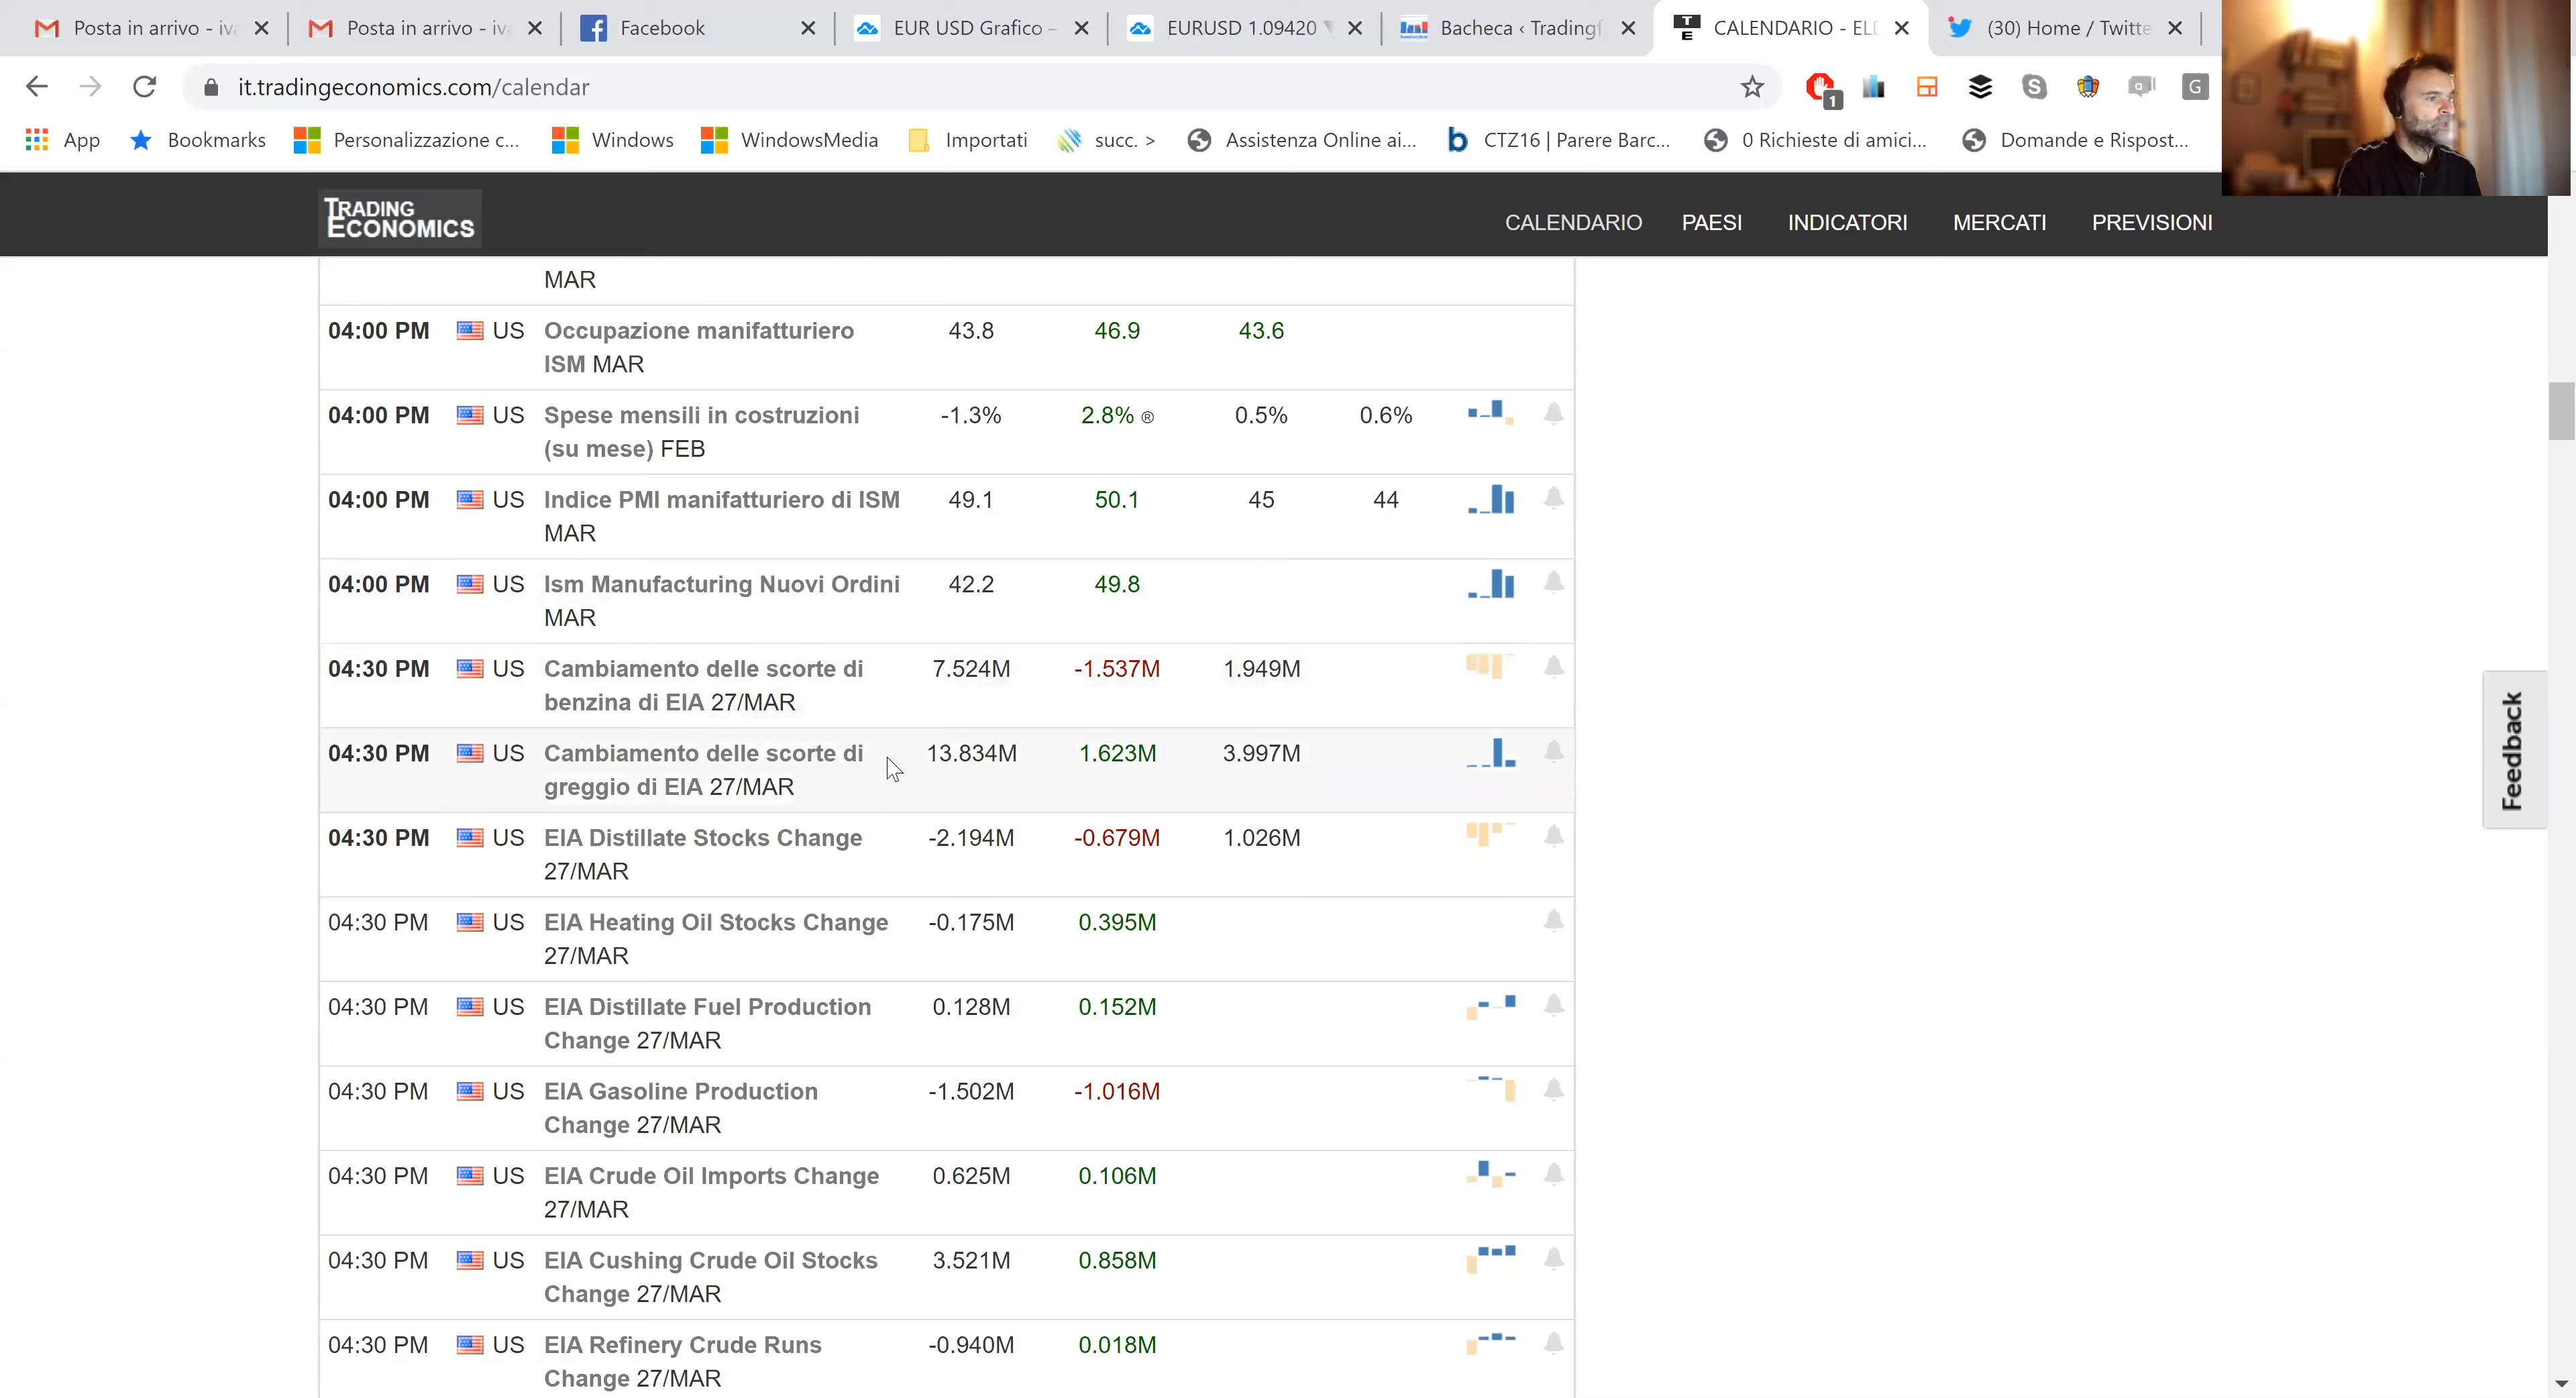 Posta in arrivo - iv
Posta in arrivo - iv
Facebook
EUR USD Grafico –
EURUSD 1.09420 ▼
Bacheca ‹ Tradingf
CALENDARIO - EL
(30) Home / Twitte
it.tradingeconomics.com/calendar
1
G
App
Bookmarks
Personalizzazione c...
Windows
WindowsMedia
Importati
succ. >
Assistenza Online ai...
CTZ16 | Parere Barc...
0 Richieste di amici...
Domande e Rispost...
TRADING
ECONOMICS
CALENDARIO PAESI INDICATORI MERCATI PREVISIONI
MAR
04:00 PM US Occupazione manifatturiero 43.8 46.9 43.6
ISM MAR
04:00 PM US Spese mensili in costruzioni -1.3% 2.8% ® 0.5% 0.6%
(su mese) FEB
04:00 PM US Indice PMI manifatturiero di ISM 49.1 50.1 45 44
MAR
04:00 PM US Ism Manufacturing Nuovi Ordini 42.2 49.8
MAR
04:30 PM US Cambiamento delle scorte di 7.524M -1.537M 1.949M
benzina di EIA 27/MAR
04:30 PM US Cambiamento delle scorte di 13.834M 1.623M 3.997M
greggio di EIA 27/MAR
04:30 PM US EIA Distillate Stocks Change -2.194M -0.679M 1.026M
27/MAR
04:30 PM US EIA Heating Oil Stocks Change -0.175M 0.395M
27/MAR
04:30 PM US EIA Distillate Fuel Production 0.128M 0.152M
Change 27/MAR
04:30 PM US EIA Gasoline Production -1.502M -1.016M
Change 27/MAR
04:30 PM US EIA Crude Oil Imports Change 0.625M 0.106M
27/MAR
04:30 PM US EIA Cushing Crude Oil Stocks 3.521M 0.858M
Change 27/MAR
04:30 PM US EIA Refinery Crude Runs -0.940M 0.018M
Change 27/MAR
Feedback